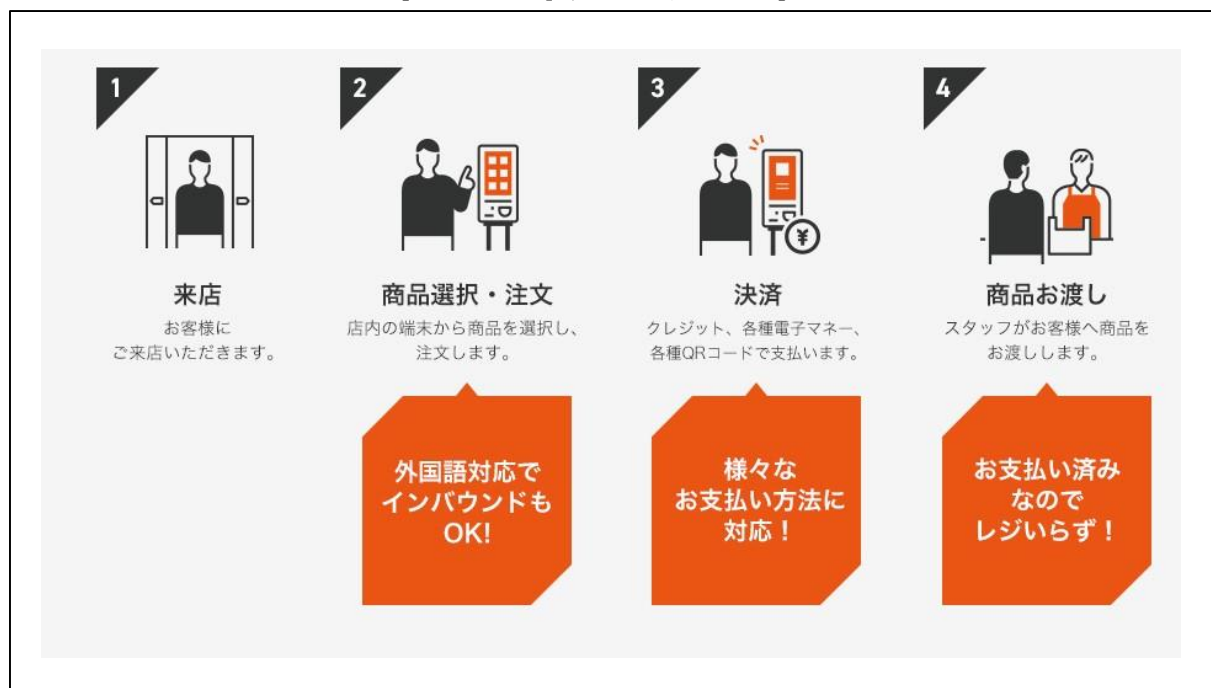 1
来店
お客様に
ご来店いただきます。
2
商品選択・注文
店内の端末から商品を選択し、
注文します。
外国語対応で
インバウンドも
OK!
3
¥
決済
クレジット、各種電子マネー、
各種QRコードで支払います。
様々な
お支払い方法に
対応！
4
商品お渡し
スタッフがお客様へ商品を
お渡しします。
お支払い済み
なので
レジいらず！